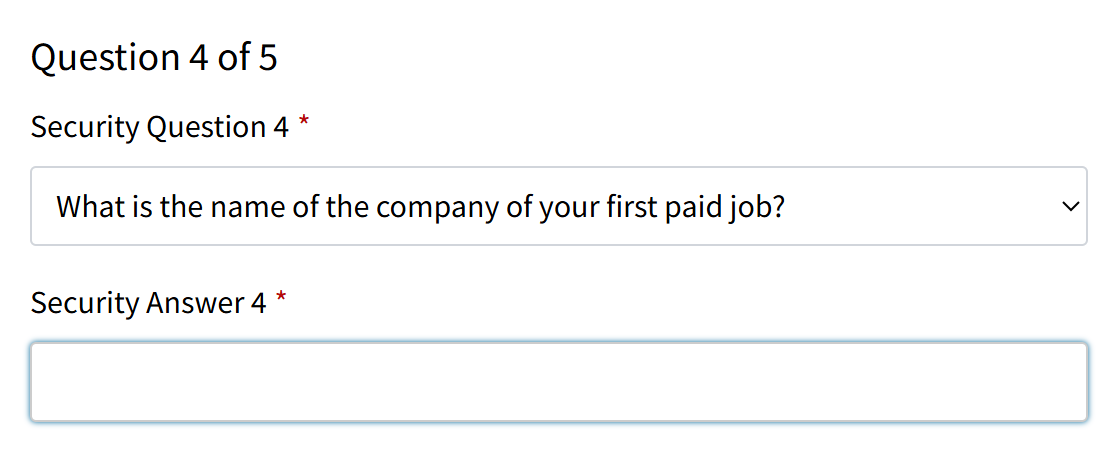 Question 4 of 5
Security Question 4 *
What is the name of the company of your first paid job?
Security Answer 4 *